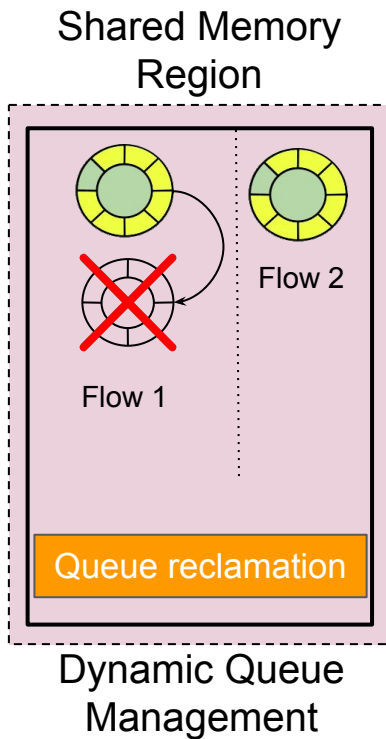 Shared Memory
Region
Flow 2
Flow 1
Queue reclamation
Dynamic Queue
Management